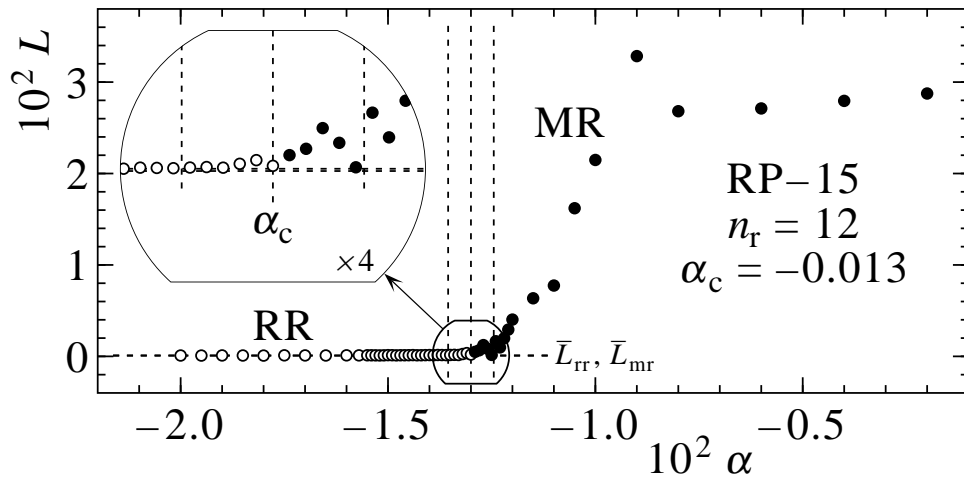 10² L
3
2
1
0
α_c
×4
RR
MR
RP−15
n_r = 12
α_c = −0.013
L̄_rr, L̄_mr
−2.0
−1.5
−1.0
−0.5
10² α